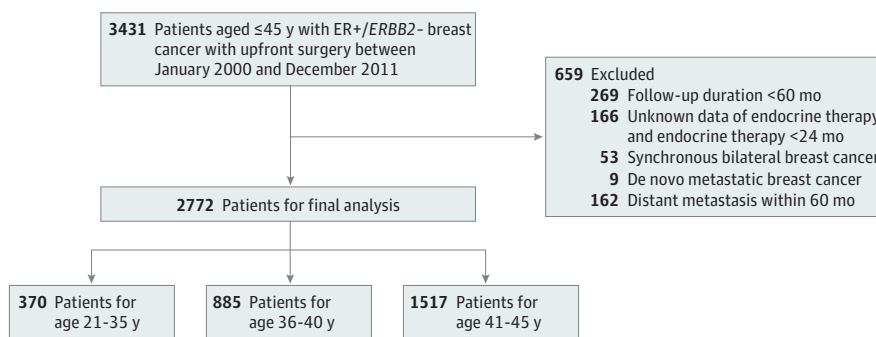 3431 Patients aged ≤45 y with ER+/ERBB2- breast
cancer with upfront surgery between
January 2000 and December 2011
659 Excluded
269 Follow-up duration <60 mo
166 Unknown data of endocrine therapy
and endocrine therapy <24 mo
53 Synchronous bilateral breast cancer
9 De novo metastatic breast cancer
162 Distant metastasis within 60 mo
2772 Patients for final analysis
370 Patients for
age 21-35 y
885 Patients for
age 36-40 y
1517 Patients for
age 41-45 y